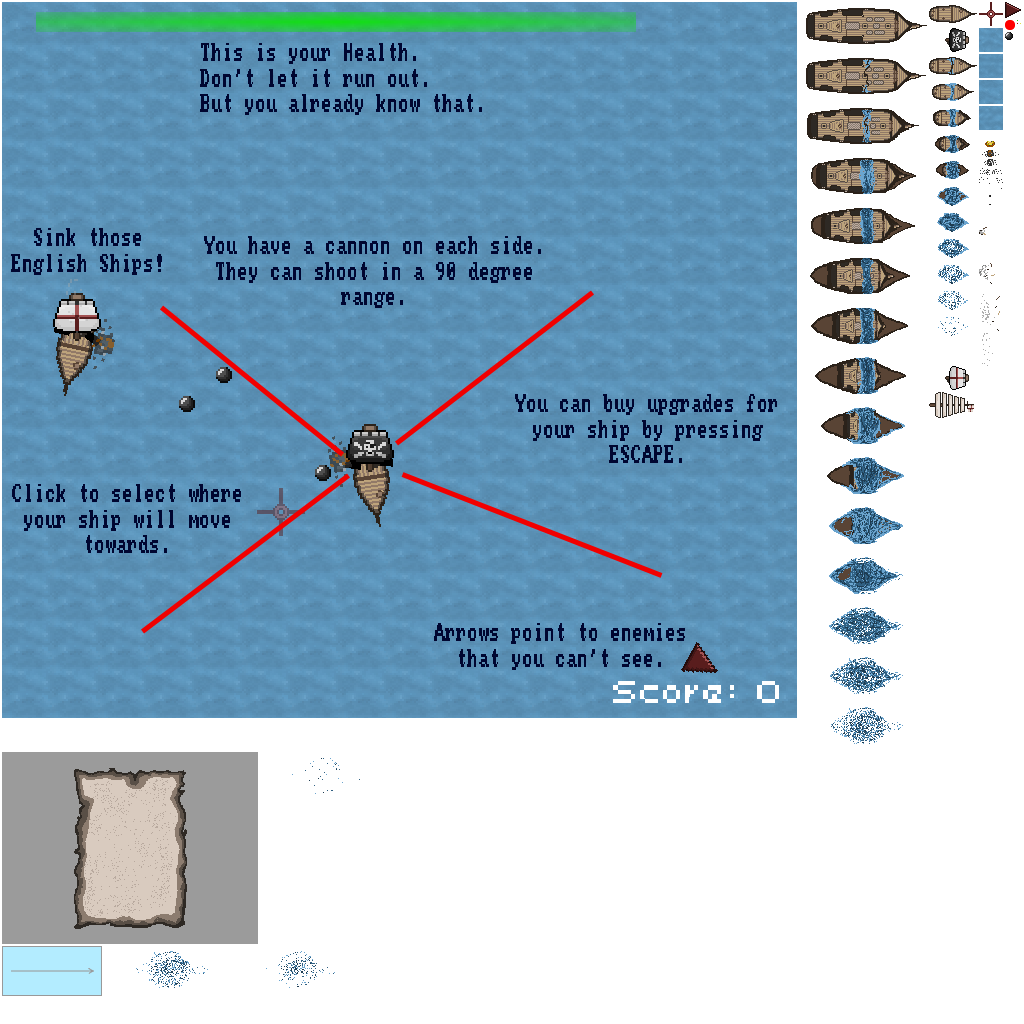 This is your Health.
Don't let it run out.
But you already know that.
Sink those
English Ships!
You have a cannon on each side.
They can shoot in a 90 degree
range.
You can buy upgrades for
your ship by pressing
ESCAPE.
Click to select where
your ship will move
towards.
Arrows point to enemies
that you can't see.
Score: 0